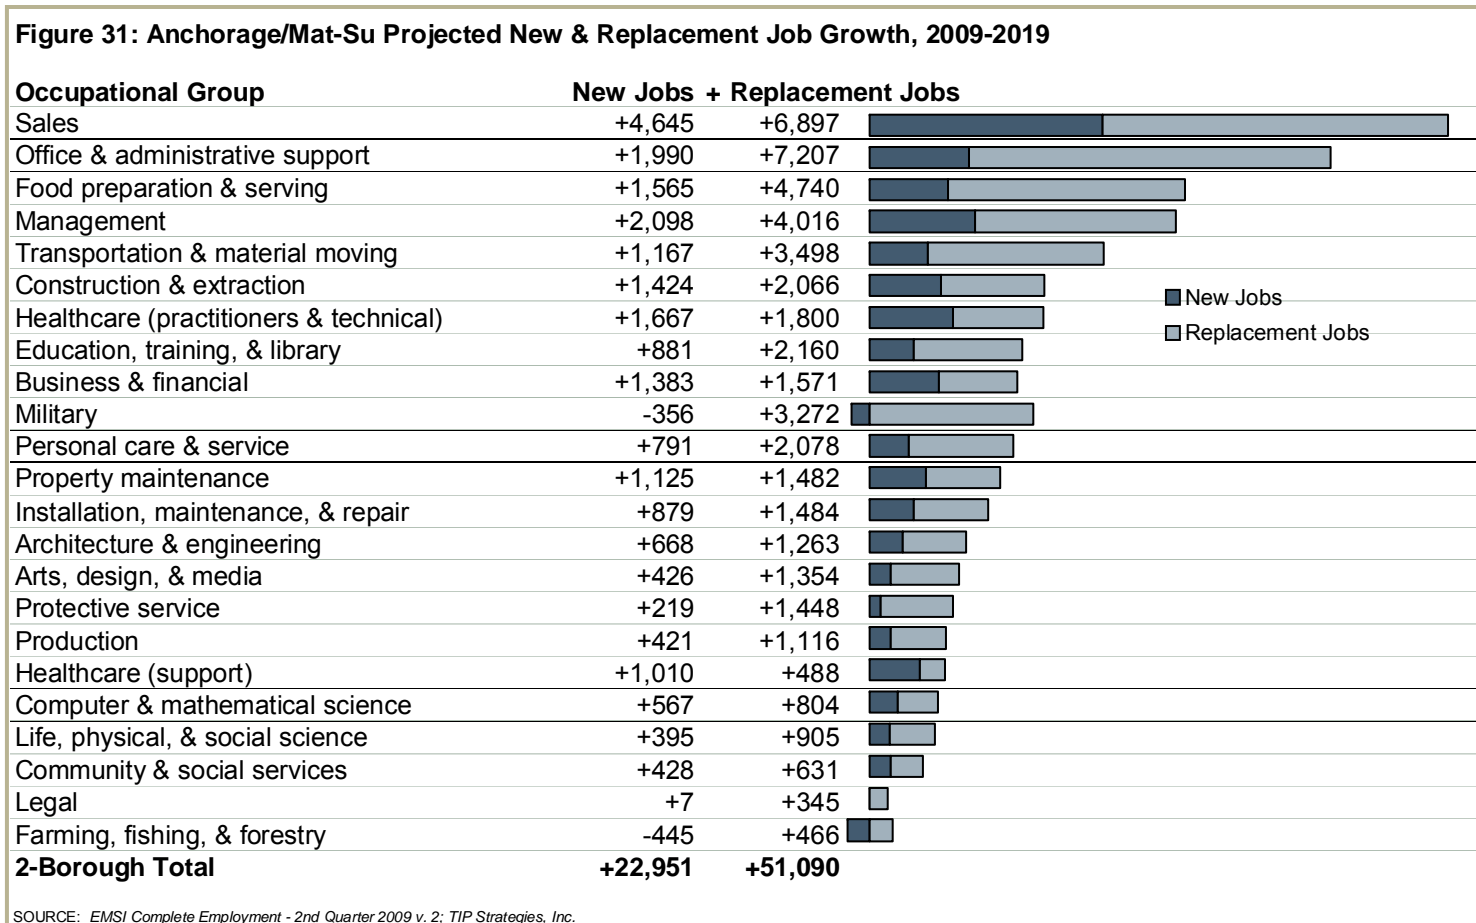 Figure 31: Anchorage/Mat-Su Projected New & Replacement Job Growth, 2009-2019
Occupational Group New Jobs + Replacement Jobs
Sales +4,645 +6,897
Office & administrative support +1,990 +7,207
Food preparation & serving +1,565 +4,740
Management +2,098 +4,016
Transportation & material moving +1,167 +3,498
Construction & extraction +1,424 +2,066
New Jobs
Healthcare (practitioners & technical) +1,667 +1,800
Replacement Jobs
Education, training, & library +881 +2,160
Business & financial +1,383 +1,571
Military -356 +3,272
Personal care & service +791 +2,078
Property maintenance +1,125 +1,482
Installation, maintenance, & repair +879 +1,484
Architecture & engineering +668 +1,263
Arts, design, & media +426 +1,354
Protective service +219 +1,448
Production +421 +1,116
Healthcare (support) +1,010 +488
Computer & mathematical science +567 +804
Life, physical, & social science +395 +905
Community & social services +428 +631
Legal +7 +345
Farming, fishing, & forestry -445 +466
2-Borough Total +22,951 +51,090
SOURCE: EMSI Complete Employment - 2nd Quarter 2009 v. 2; TIP Strategies, Inc.